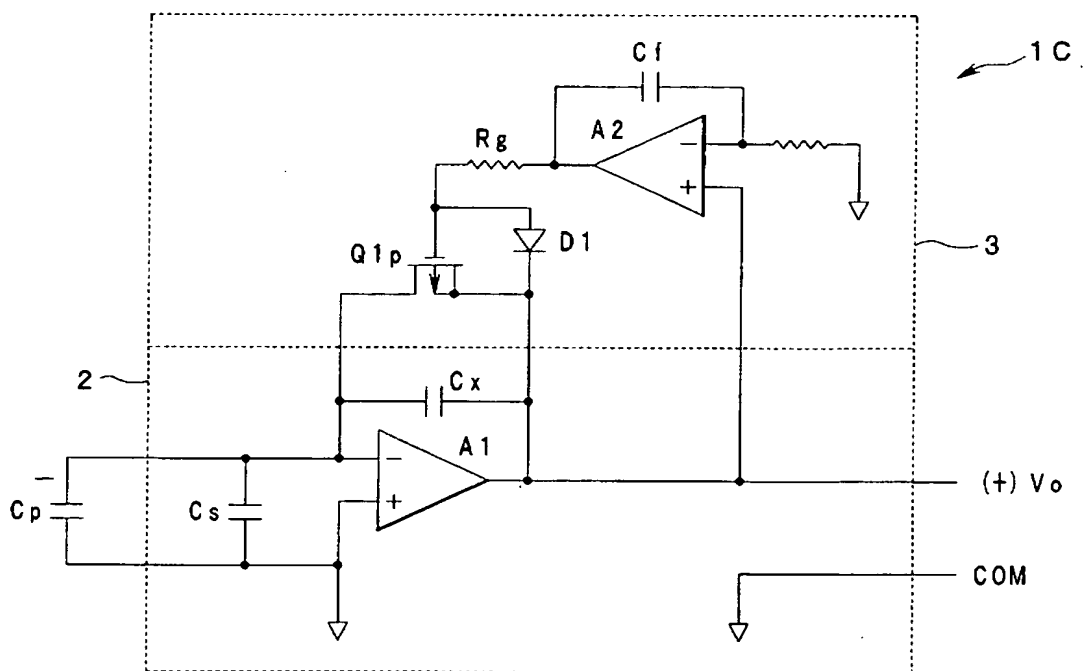 1C
Cf
A2
Rg
−
+
D1
Q1p
3
2
Cx
A1
−
−
+
Cp
Cs
(+) Vo
COM